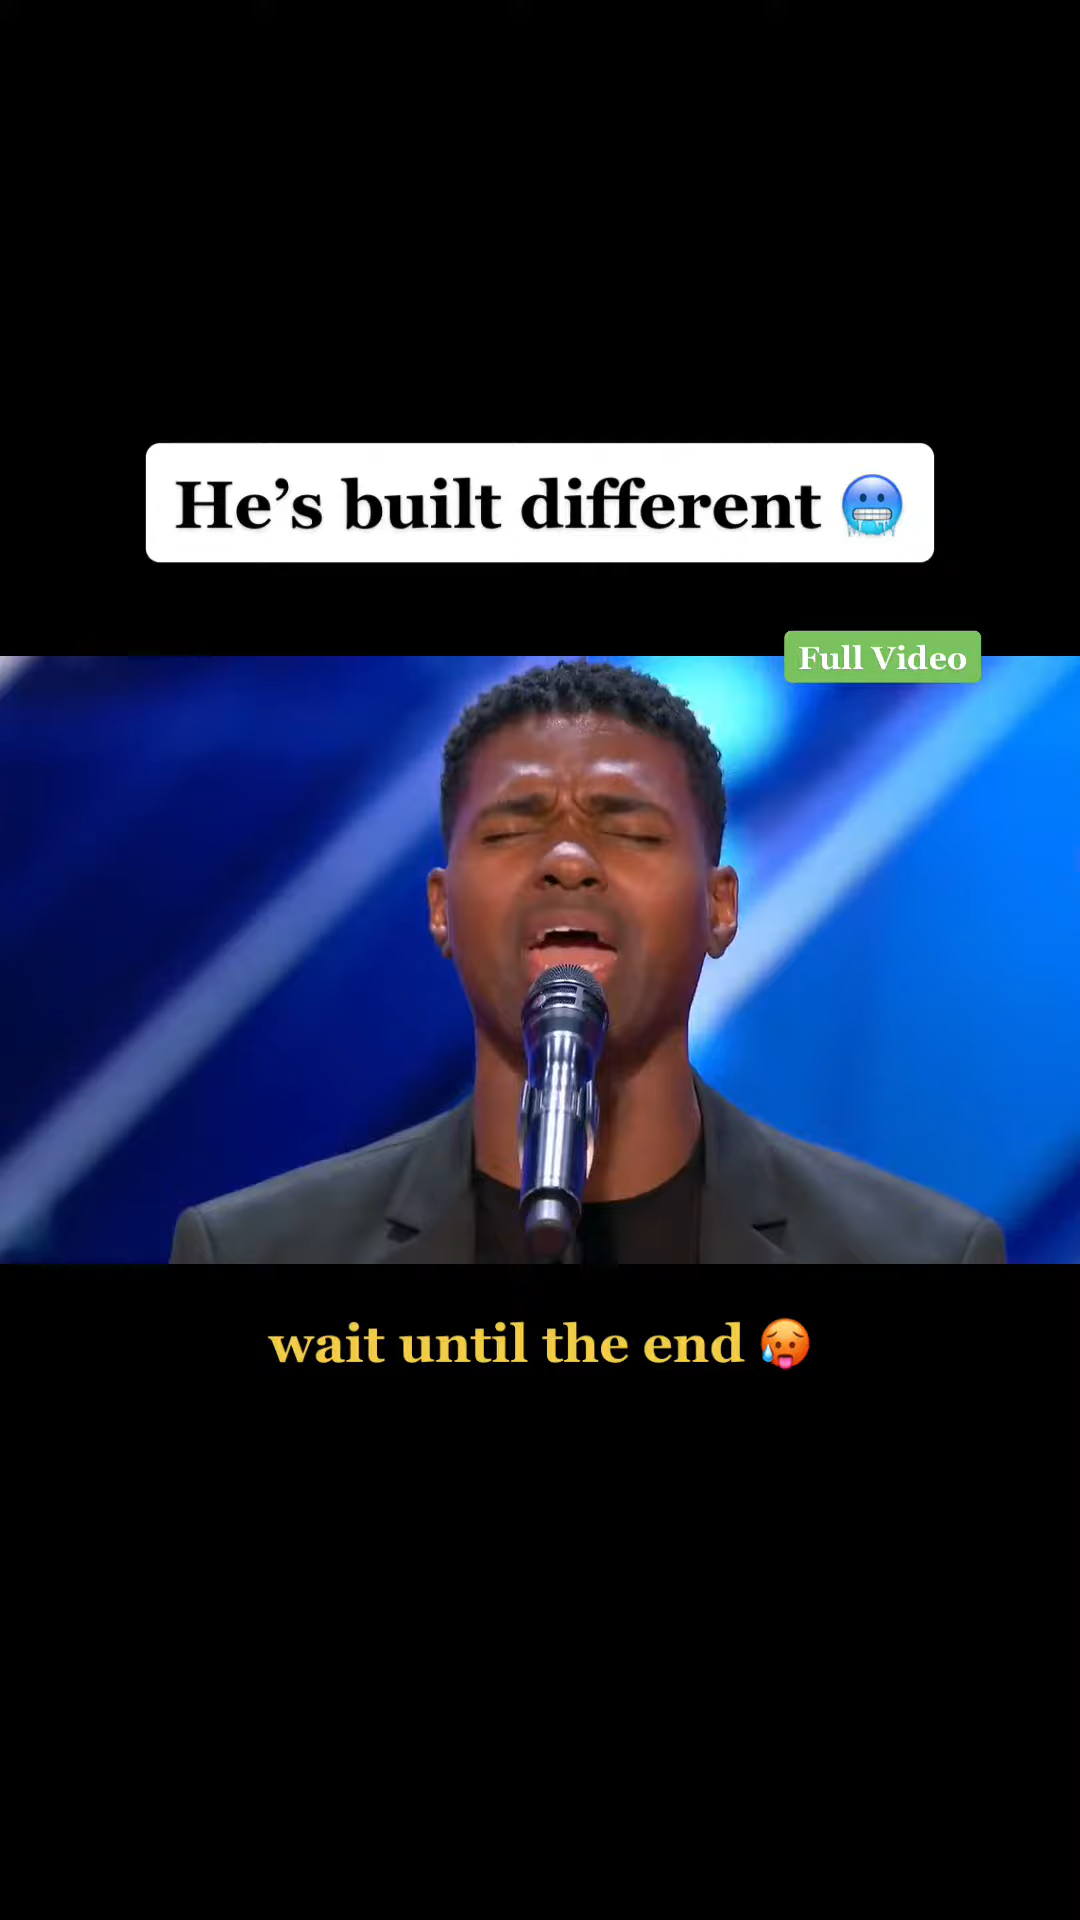 He’s built different 🥶
Full Video
wait until the end 🥵